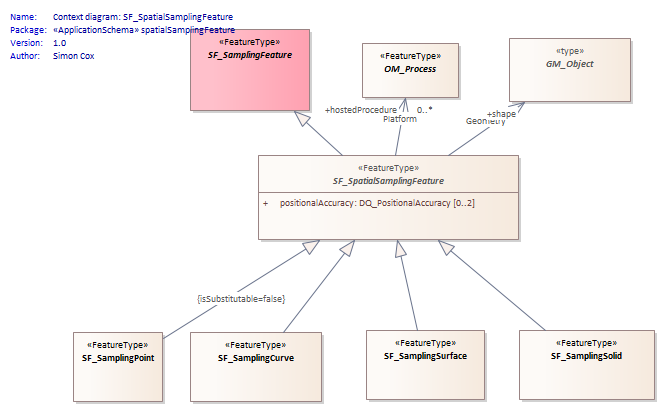 Name: Context diagram: SF_SpatialSamplingFeature
Package: «ApplicationSchema» spatialSamplingFeature
Version: 1.0
Author: Simon Cox
«FeatureType»
SF_SamplingFeature
«FeatureType»
OM_Process
«type»
GM_Object
+hostedProcedure 0..*
Platform
+shape
Geometry
«FeatureType»
SF_SpatialSamplingFeature
+ positionalAccuracy: DQ_PositionalAccuracy [0..2]
{isSubstitutable=false}
«FeatureType»
SF_SamplingPoint
«FeatureType»
SF_SamplingCurve
«FeatureType»
SF_SamplingSurface
«FeatureType»
SF_SamplingSolid